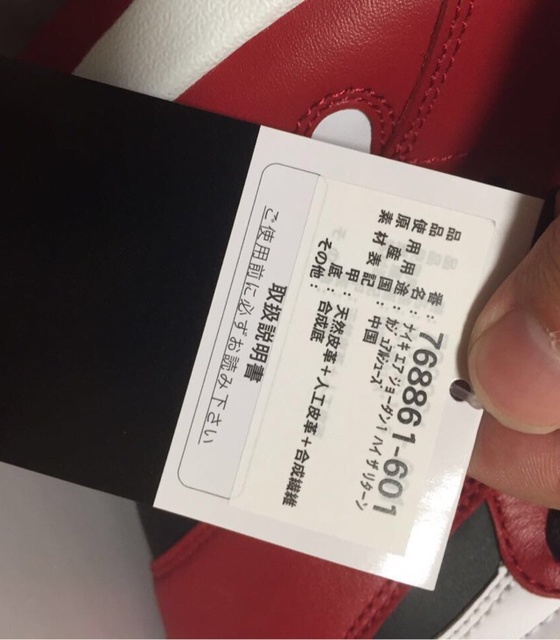 品番：768861-601
品名：ナイキ エア ジョーダン 1 ハイ ザ リターン
使用用途：ｶｼﾞｭｱﾙｼｭｰｽﾞ
原産国：中国
素材表記 甲：天然皮革＋人工皮革＋合成繊維
底：合成底
その他：
取扱説明書
ご使用前に必ずお読み下さい